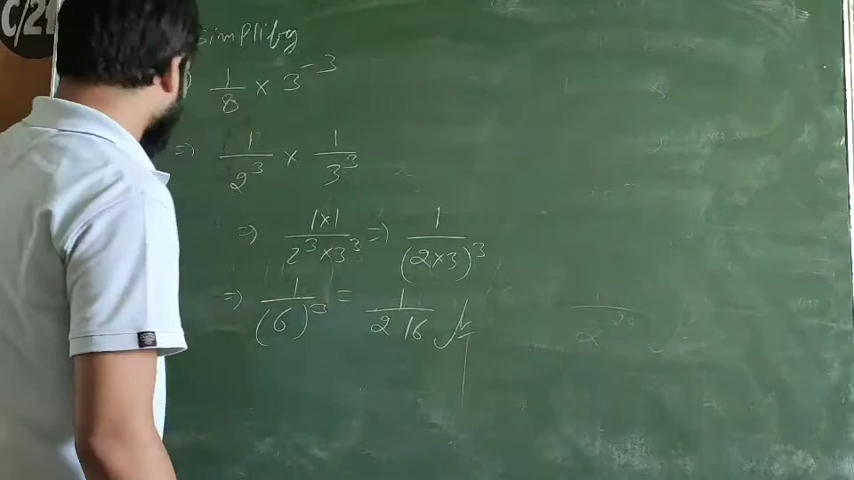 C/21
simplify
1/8 × 3^-3
=> 1/2^3 × 1/3^3
=> 1×1/2^3×3^3 => 1/(2×3)^3
=> 1/(6)^3 = 1/216